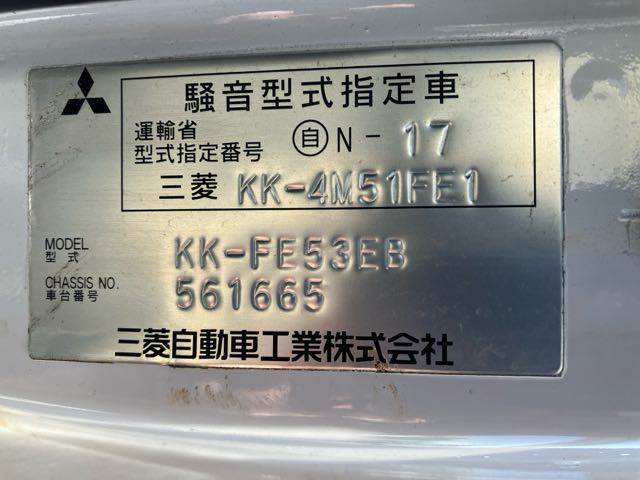 騒音型式指定車
運輸省
型式指定番号 自 N - 17
三菱 KK-4M51FE1
MODEL
型式 KK-FE53EB
CHASSIS NO.
車台番号 561665
三菱自動車工業株式会社